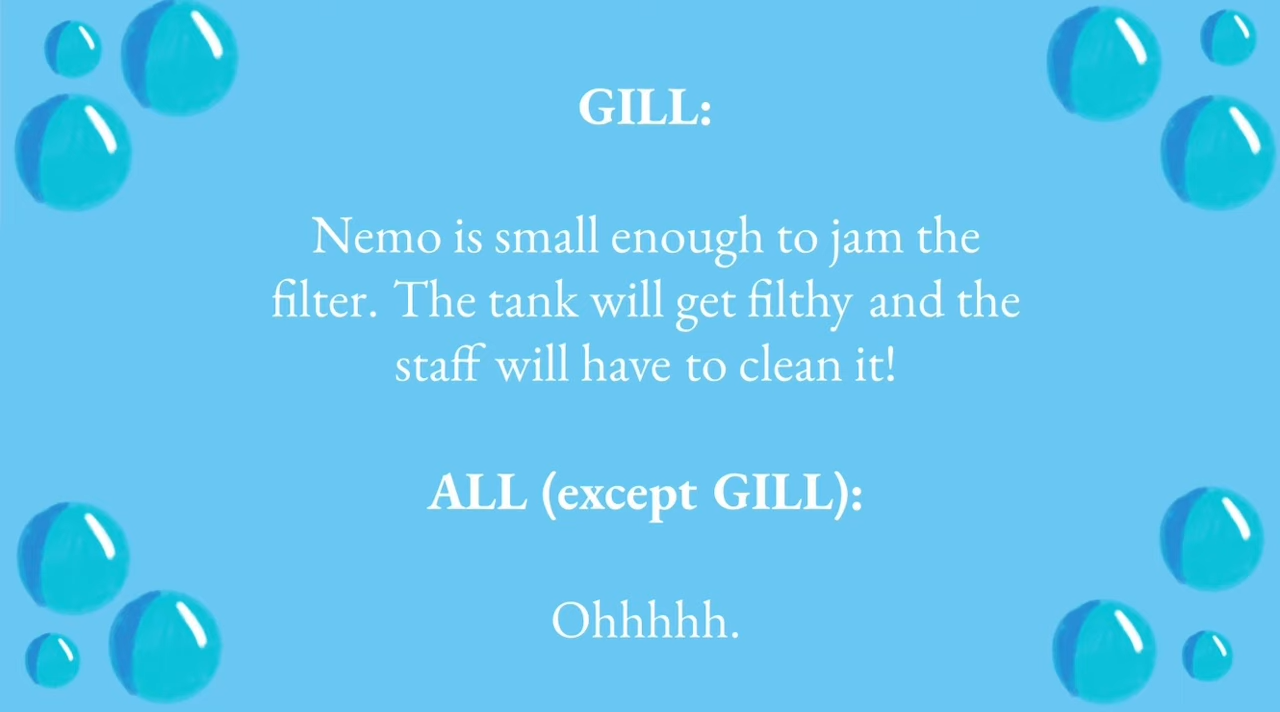 GILL:
Nemo is small enough to jam the
filter. The tank will get filthy and the
staff will have to clean it!
ALL (except GILL):
Ohhhhh.